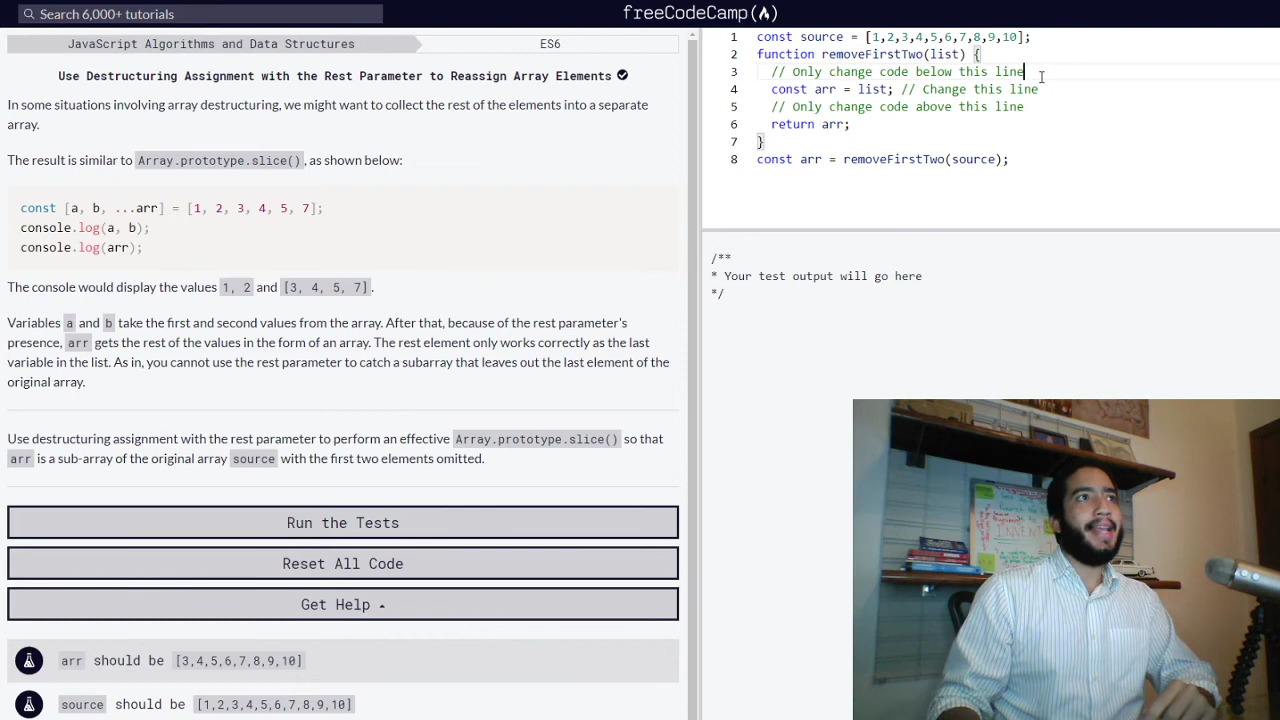 Search 6,000+ tutorials
freeCodeCamp
JavaScript Algorithms and Data Structures
ES6
Use Destructuring Assignment with the Rest Parameter to Reassign Array Elements
In some situations involving array destructuring, we might want to collect the rest of the elements into a separate
array.
The result is similar to Array.prototype.slice(), as shown below:
const [a, b, ...arr] = [1, 2, 3, 4, 5, 7];
console.log(a, b);
console.log(arr);
The console would display the values 1, 2 and [3, 4, 5, 7].
Variables a and b take the first and second values from the array. After that, because of the rest parameter's
presence, arr gets the rest of the values in the form of an array. The rest element only works correctly as the last
variable in the list. As in, you cannot use the rest parameter to catch a subarray that leaves out the last element of the
original array.
Use destructuring assignment with the rest parameter to perform an effective Array.prototype.slice() so that
arr is a sub-array of the original array source with the first two elements omitted.
Run the Tests
Reset All Code
Get Help
arr should be [3,4,5,6,7,8,9,10]
source should be [1,2,3,4,5,6,7,8,9,10]
1 const source = [1,2,3,4,5,6,7,8,9,10];
2 function removeFirstTwo(list) {
3 // Only change code below this line
4 const arr = list; // Change this line
5 // Only change code above this line
6 return arr;
7 }
8 const arr = removeFirstTwo(source);
/**
* Your test output will go here
*/
INVENT